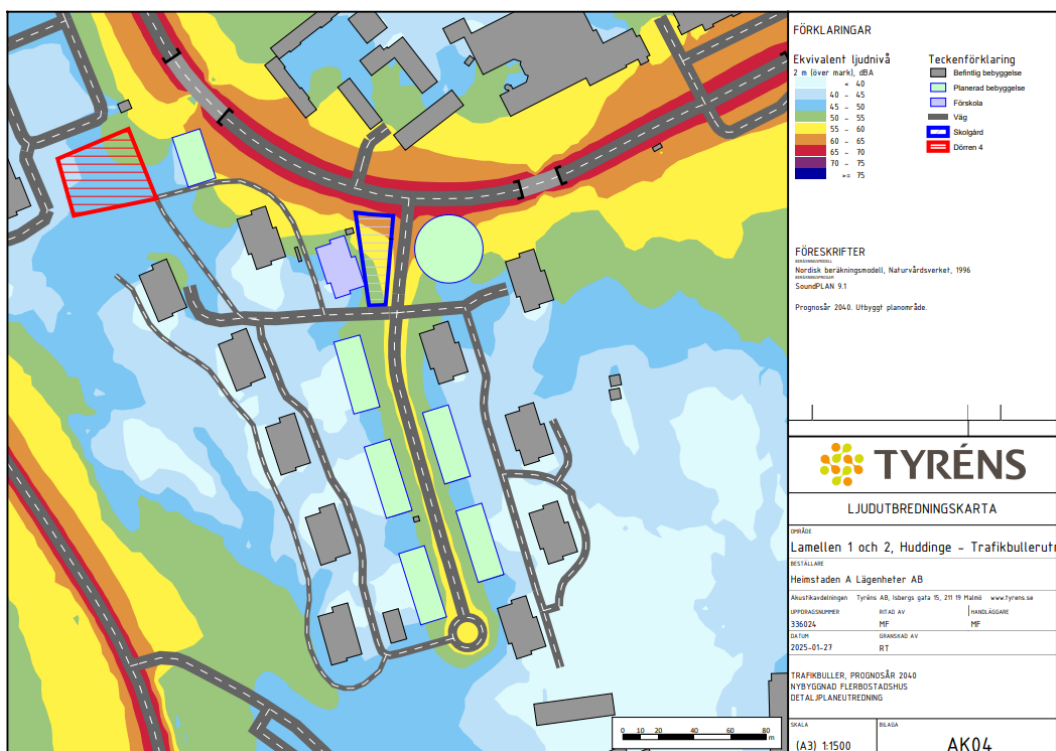 FÖRKLARINGAR
Ekvivalent ljudnivå
2 m (över mark), dBA
< 40
40 - 45
45 - 50
50 - 55
55 - 60
60 - 65
65 - 70
70 - 75
>= 75
Teckenförklaring
Befintlig bebyggelse
Planerad bebyggelse
Förskola
Väg
Skolgård
Dörren 4
FÖRESKRIFTER
BERÄKNINGSMODELL
Nordisk beräkningsmodell, Naturvårdsverket, 1996
BERÄKNINGSPROGRAM
SoundPLAN 9.1
Prognosår 2040. Utbyggt planområde.
TYRÉNS
LJUDUTBREDNINGSKARTA
OMRÅDE
Lamellen 1 och 2, Huddinge - Trafikbullerut
BESTÄLLARE
Heimstaden A Lägenheter AB
Akustikavdelningen Tyréns AB, Isbergs gata 15, 211 19 Malmö www.tyrens.se
UPPDRAGSNUMMER RITAD AV HANDLÄGGARE
336024 MF MF
DATUM GRANSKAD AV
2025-01-27 RT
TRAFIKBULLER, PROGNOSÅR 2040
NYBYGGNAD FLERBOSTADSHUS
DETALJPLANEUTREDNING
SKALA BILAGA
(A3) 1:1500 AK04
0 10 20 40 60 80
m